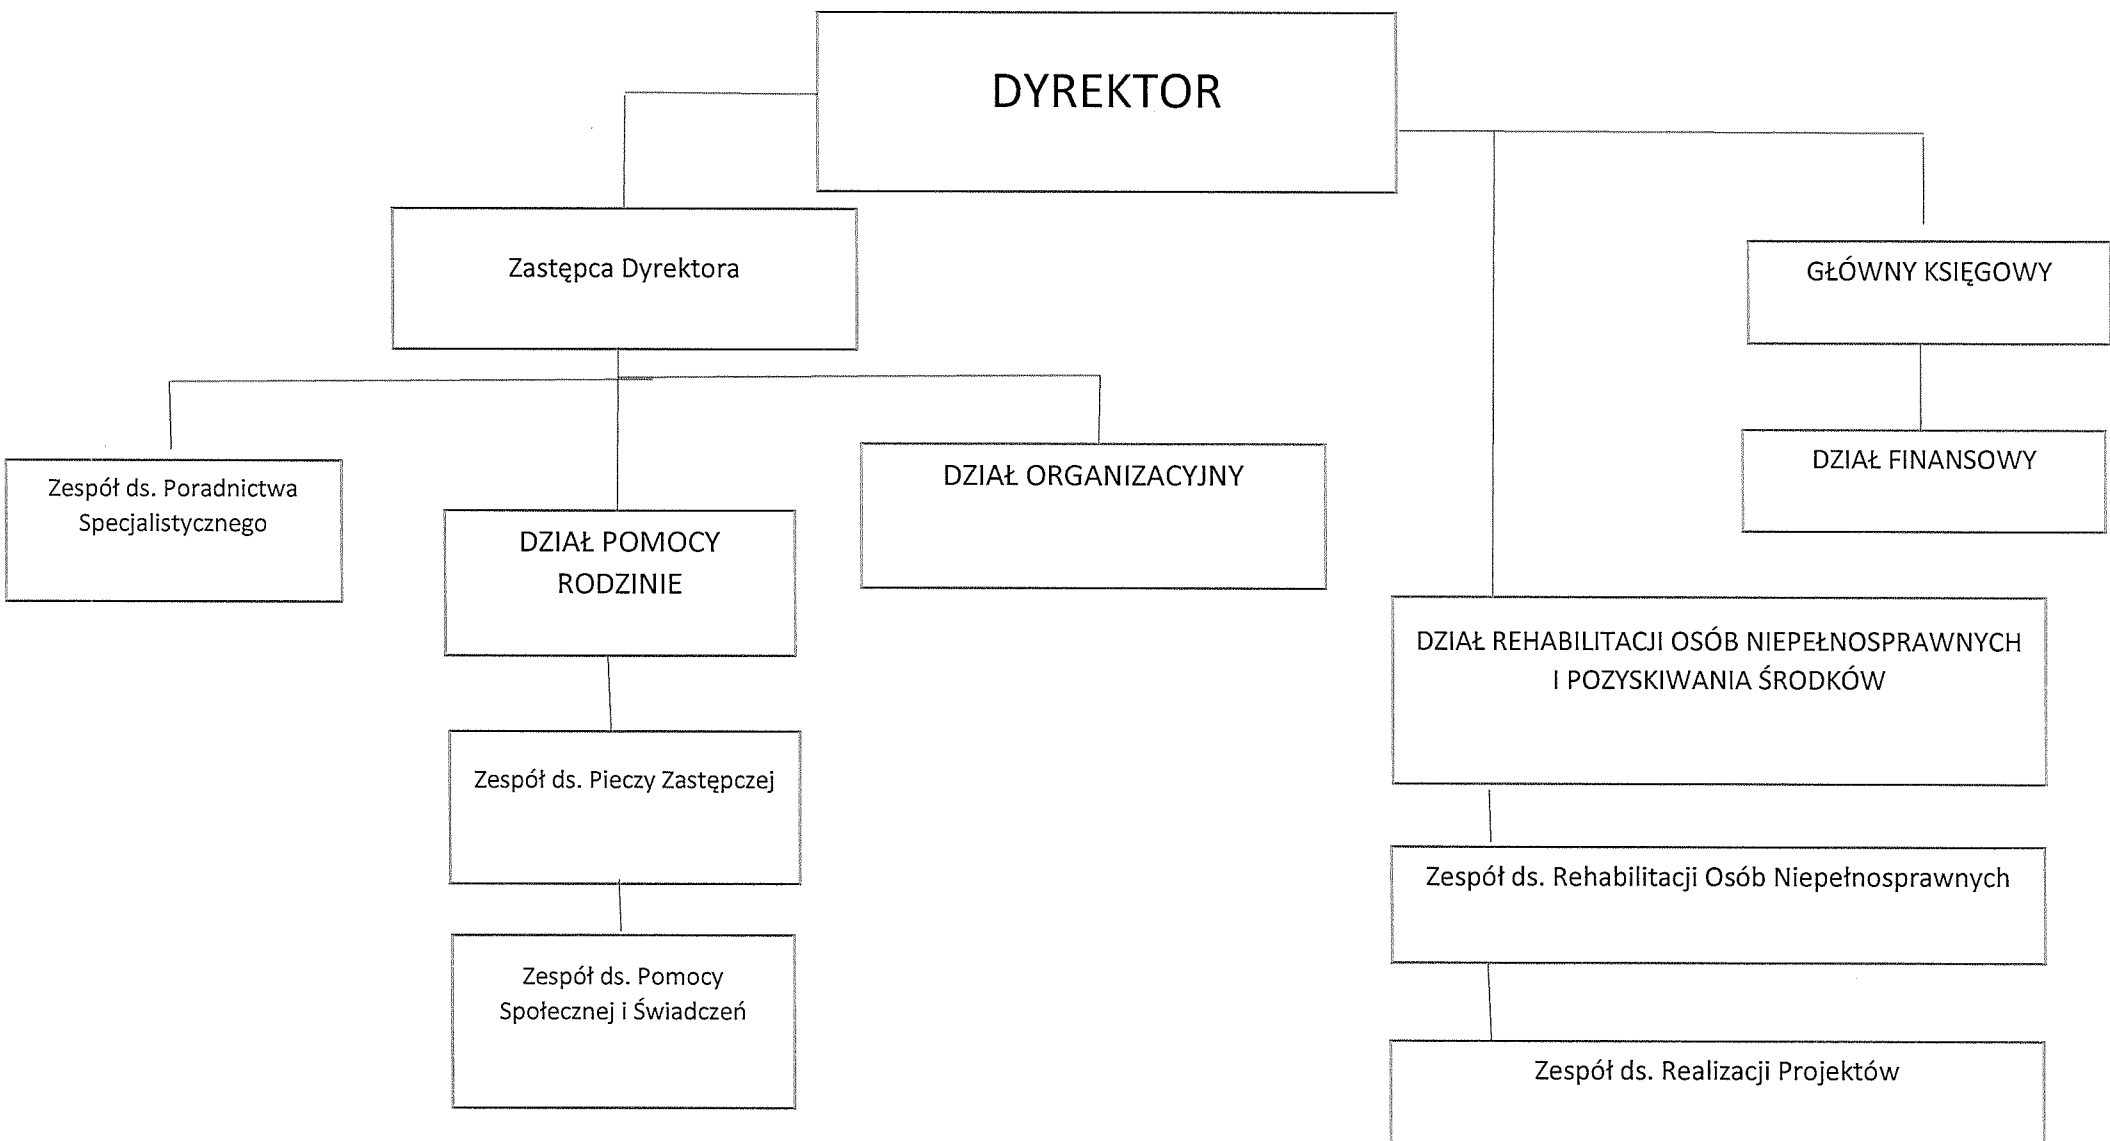 DYREKTOR
Zastępca Dyrektora
GŁÓWNY KSIĘGOWY
Zespół ds. Poradnictwa
Specjalistycznego
DZIAŁ POMOCY
RODZINIE
DZIAŁ ORGANIZACYJNY
DZIAŁ FINANSOWY
DZIAŁ REHABILITACJI OSÓB NIEPEŁNOSPRAWNYCH
I POZYSKIWANIA ŚRODKÓW
Zespół ds. Pieczy Zastępczej
Zespół ds. Rehabilitacji Osób Niepełnosprawnych
Zespół ds. Pomocy
Społecznej i Świadczeń
Zespół ds. Realizacji Projektów